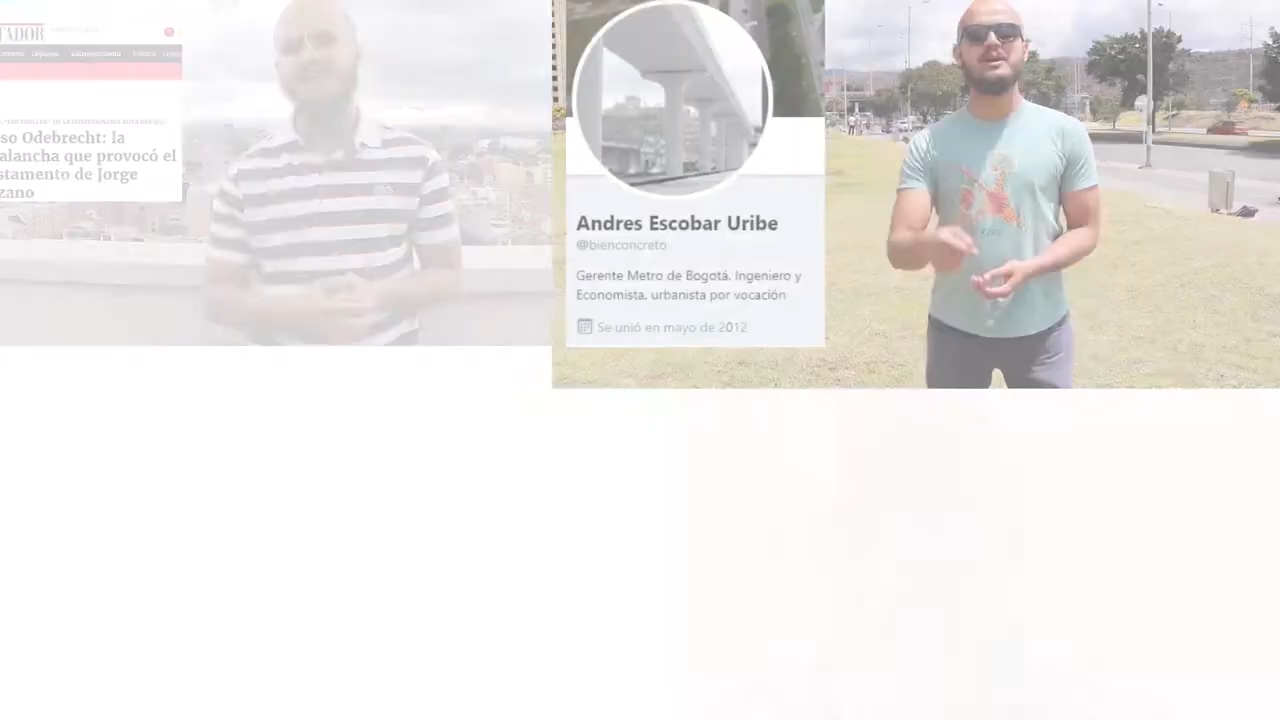 TADOR
so Odebrecht: la
alancha que provocó el
stamento de Jorge
zano
Andres Escobar Uribe
@bienconcreto
Gerente Metro de Bogotá. Ingeniero y
Economista, urbanista por vocación
Se unió en mayo de 2012